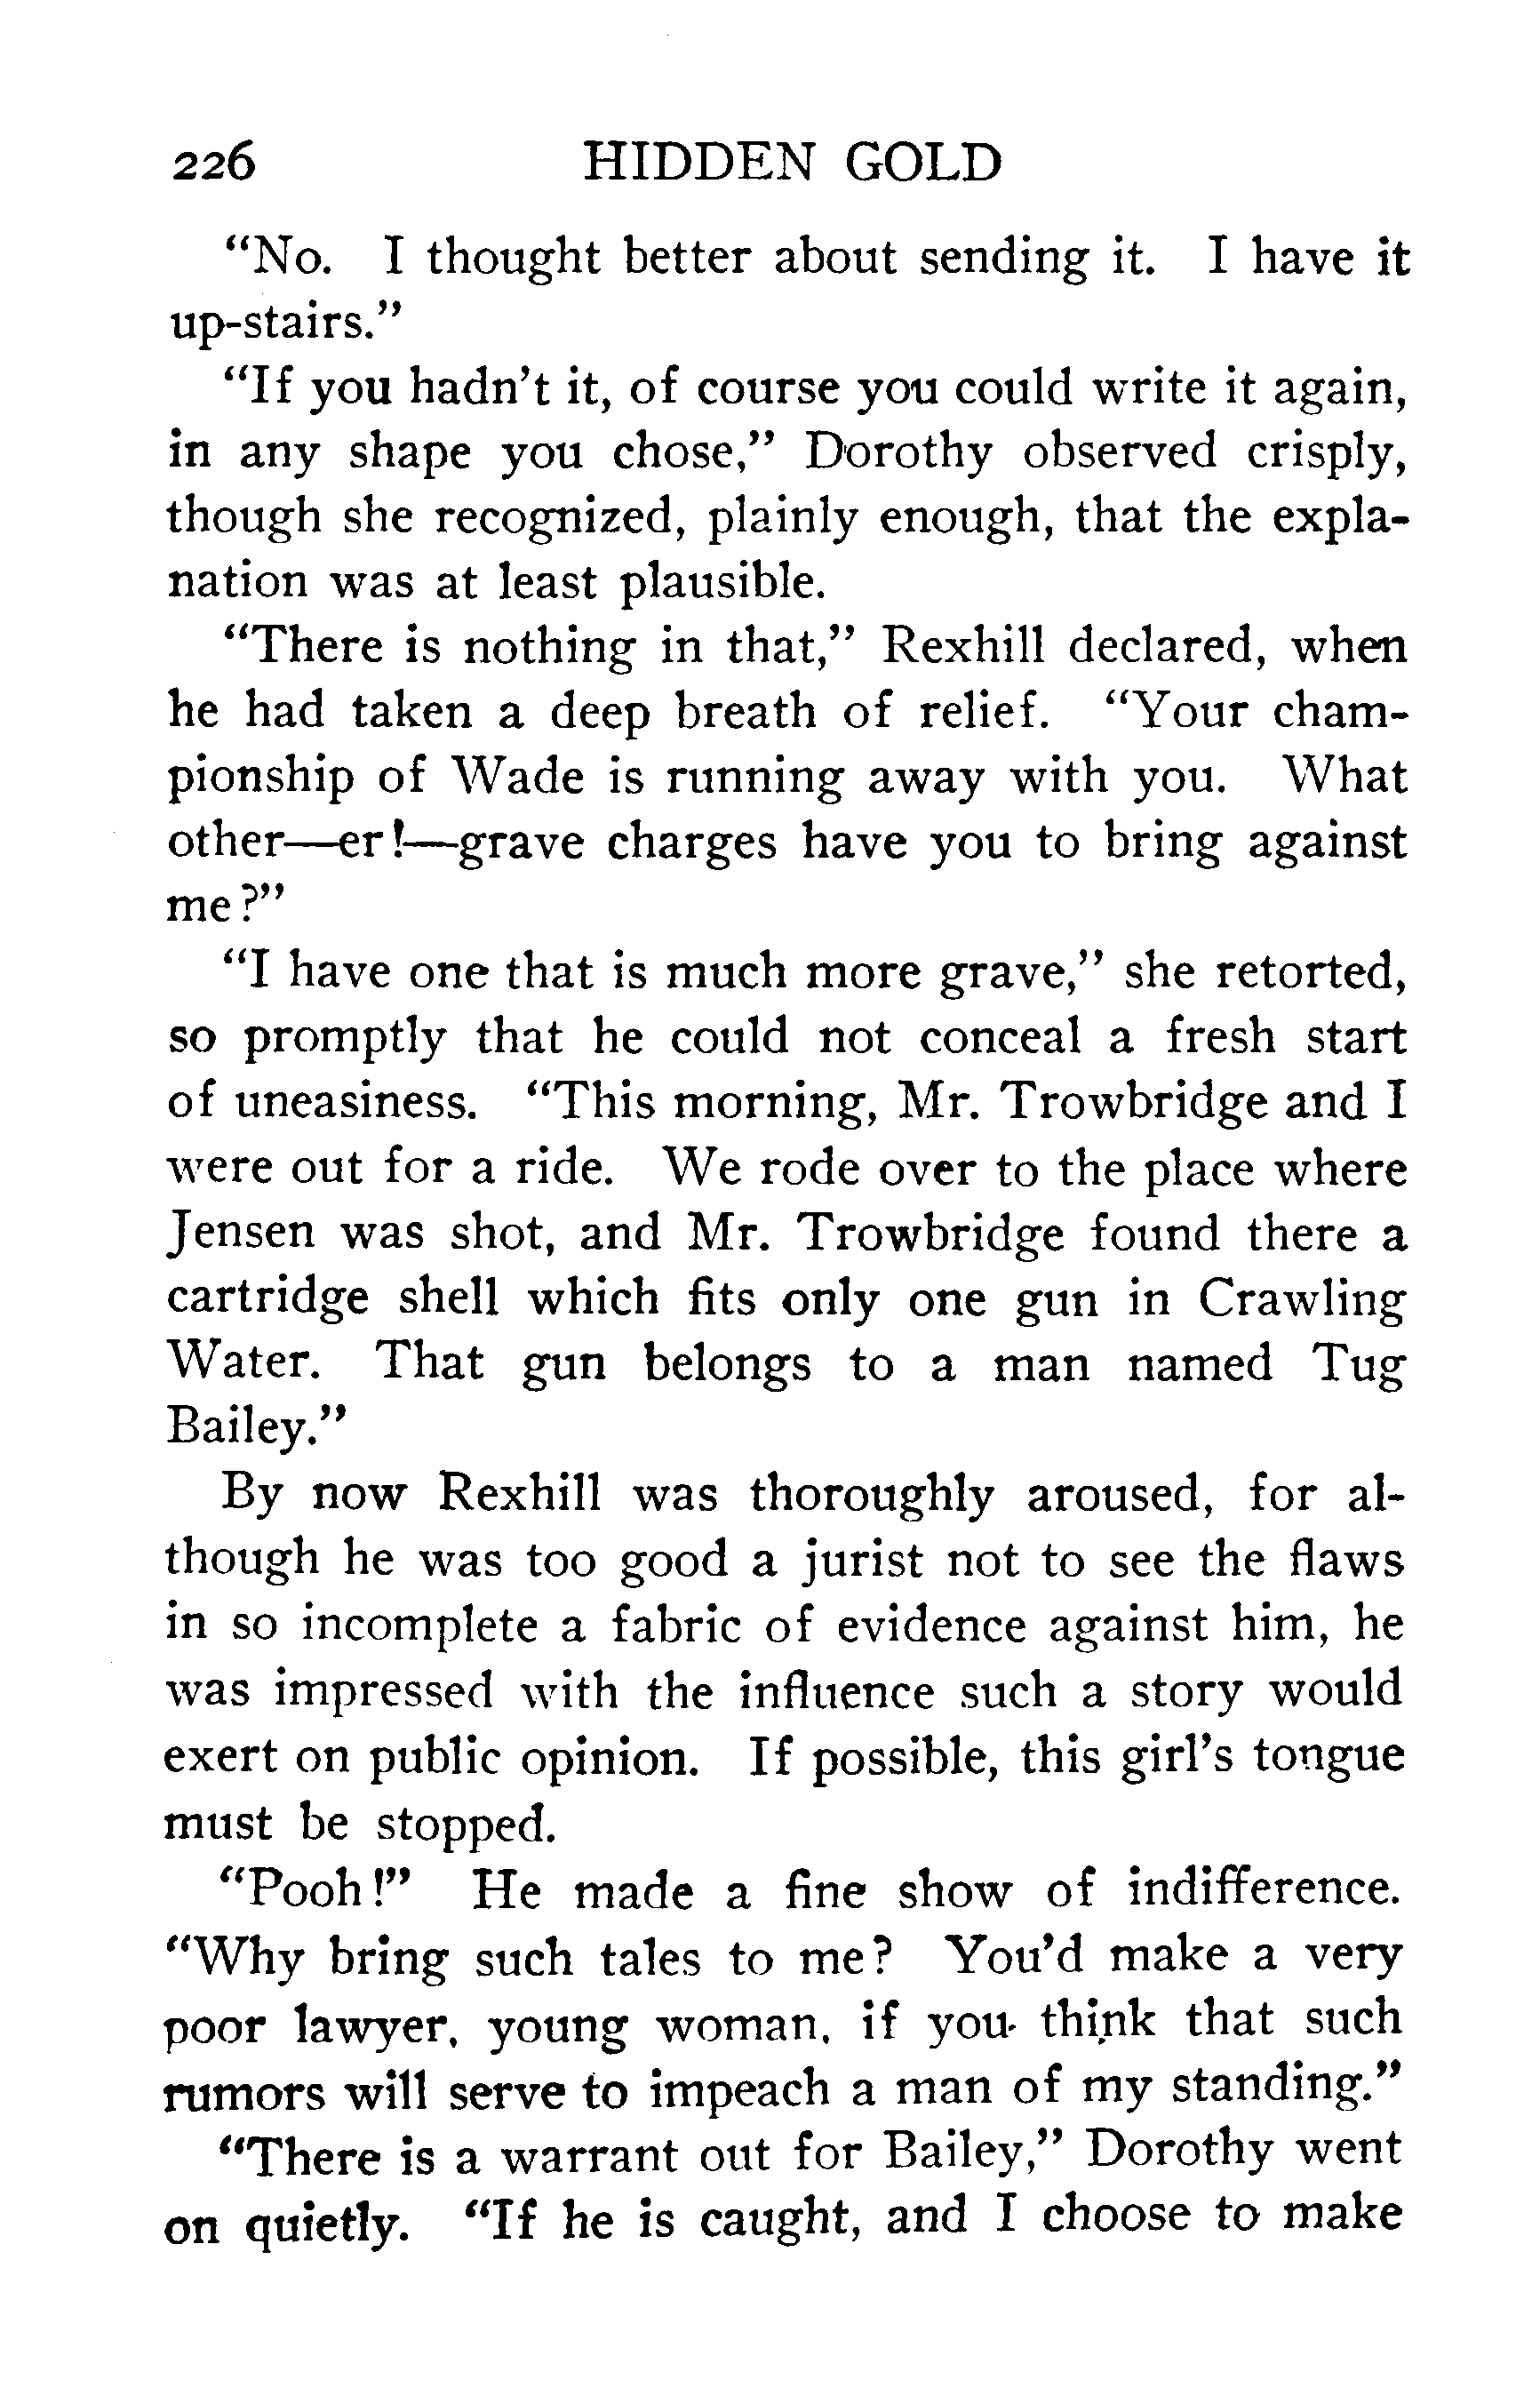 226 HIDDEN GOLD
“No. I thought better about sending it. I have it
up-stairs.”
“If you hadn’t it, of course you could write it again,
in any shape you chose,” Dorothy observed crisply,
though she recognized, plainly enough, that the expla-
nation was at least plausible.
“There is nothing in that,” Rexhill declared, when
he had taken a deep breath of relief. “Your cham-
pionship of Wade is running away with you. What
other—er!—grave charges have you to bring against
me?”
“I have one that is much more grave,” she retorted,
so promptly that he could not conceal a fresh start
of uneasiness. “This morning, Mr. Trowbridge and I
were out for a ride. We rode over to the place where
Jensen was shot, and Mr. Trowbridge found there a
cartridge shell which fits only one gun in Crawling
Water. That gun belongs to a man named Tug
Bailey.”
By now Rexhill was thoroughly aroused, for al-
though he was too good a jurist not to see the flaws
in so incomplete a fabric of evidence against him, he
was impressed with the influence such a story would
exert on public opinion. If possible, this girl’s tongue
must be stopped.
“Pooh!” He made a fine show of indifference.
“Why bring such tales to me? You’d make a very
poor lawyer, young woman, if you think that such
rumors will serve to impeach a man of my standing.”
“There is a warrant out for Bailey,” Dorothy went
on quietly. “If he is caught, and I choose to make